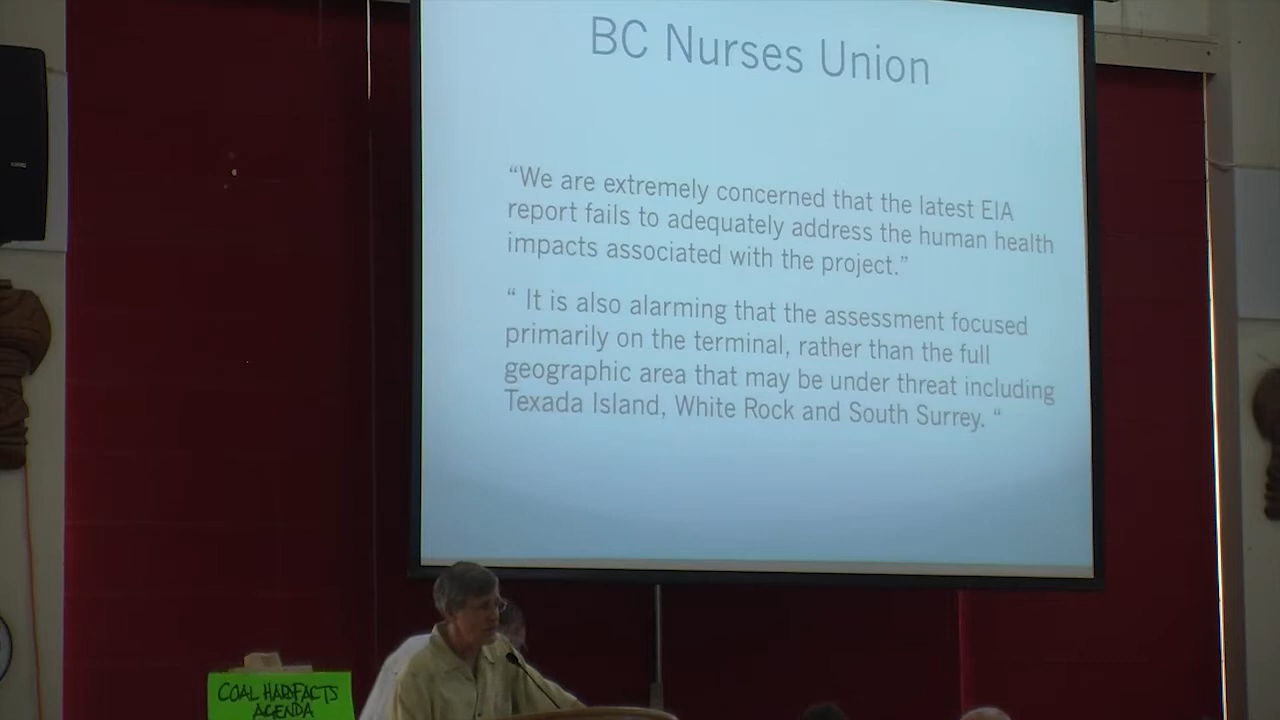 BC Nurses Union
“We are extremely concerned that the latest EIA
report fails to adequately address the human health
impacts associated with the project.”
“ It is also alarming that the assessment focused
primarily on the terminal, rather than the full
geographic area that may be under threat including
Texada Island, White Rock and South Surrey. “
COAL HARDFACTS
AGENDA